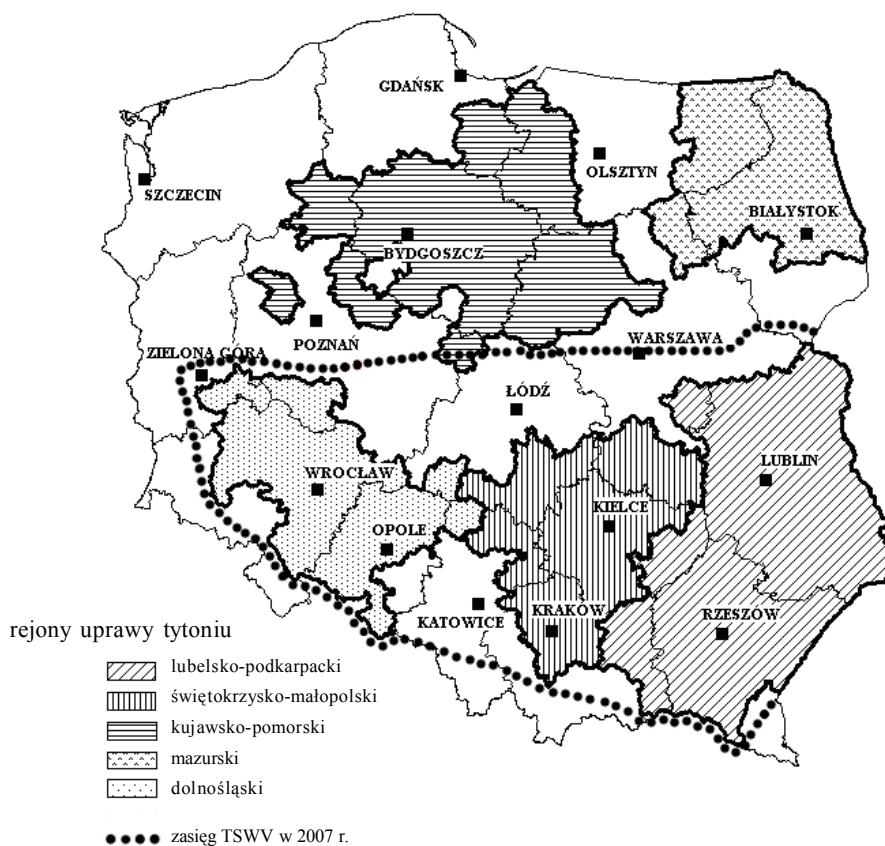 GDAŃSK
OLSZTYN
SZCZECIN
BIAŁYSTOK
BYDGOSZCZ
POZNAŃ
WARSZAWA
ZIELONA GÓRA
ŁÓDŹ
WROCŁAW
LUBLIN
KIELCE
OPOLE
KATOWICE
KRAKÓW
RZESZÓW
rejony uprawy tytoniu
lubelsko-podkarpacki
świętokrzysko-małopolski
kujawsko-pomorski
mazurski
dolnośląski
zasięg TSWV w 2007 r.